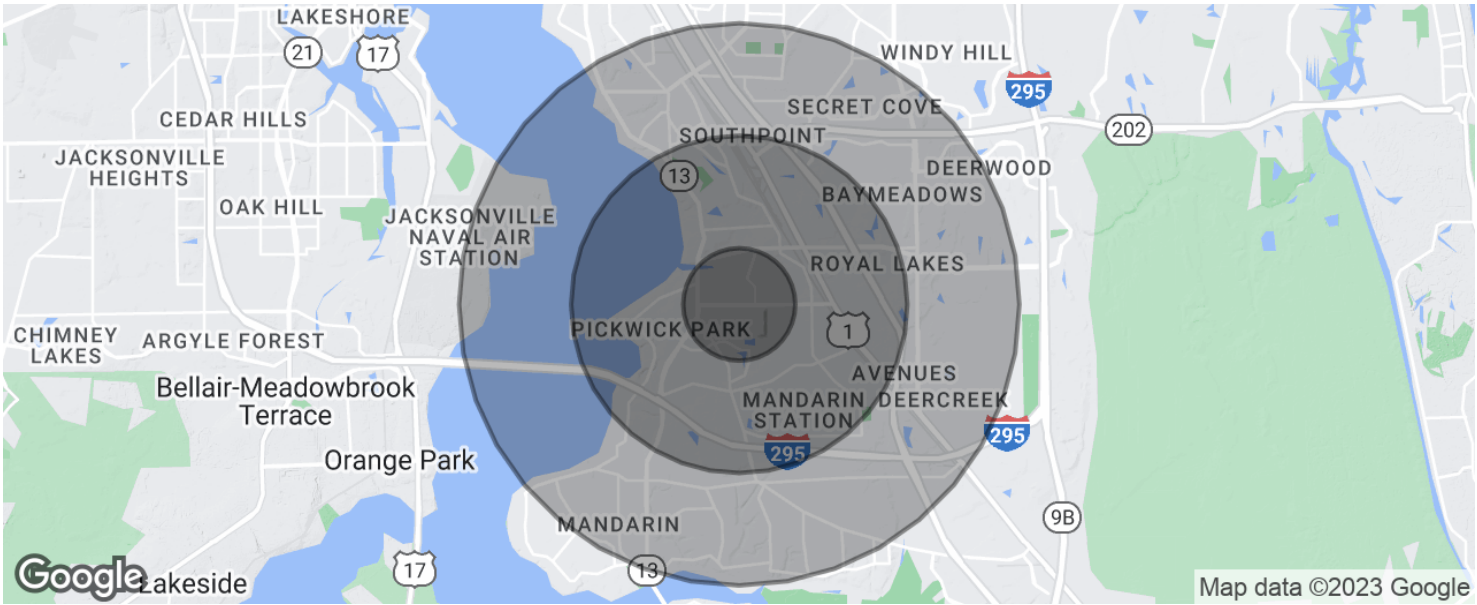 LAKESHORE
21
17
WINDY HILL
295
SECRET COVE
CEDAR HILLS
202
SOUTHPOINT
JACKSONVILLE
HEIGHTS
DEERWOOD
13
BAYMEADOWS
OAK HILL
JACKSONVILLE
NAVAL AIR
STATION
ROYAL LAKES
PICKWICK PARK
1
CHIMNEY
LAKES
ARGYLE FOREST
AVENUES
Bellair-Meadowbrook
Terrace
MANDARIN
STATION
DEERCREEK
295
295
Orange Park
9B
MANDARIN
17
13
Google
Lakeside
Map data ©2023 Google